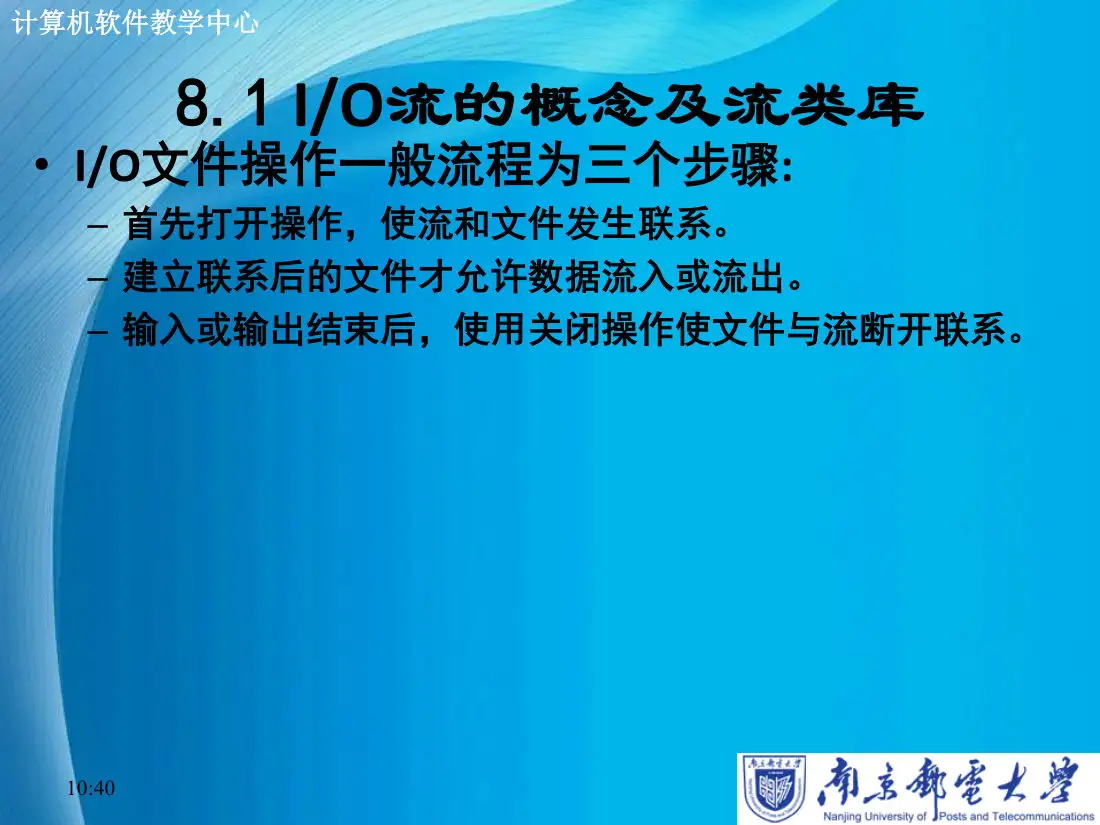 计算机软件教学中心
8.1 I/O流的概念及流类库
• I/O文件操作一般流程为三个步骤:
– 首先打开操作，使流和文件发生联系。
– 建立联系后的文件才允许数据流入或流出。
– 输入或输出结束后，使用关闭操作使文件与流断开联系。
10:40
南京郵電大學
Nanjing University of Posts and Telecommunications